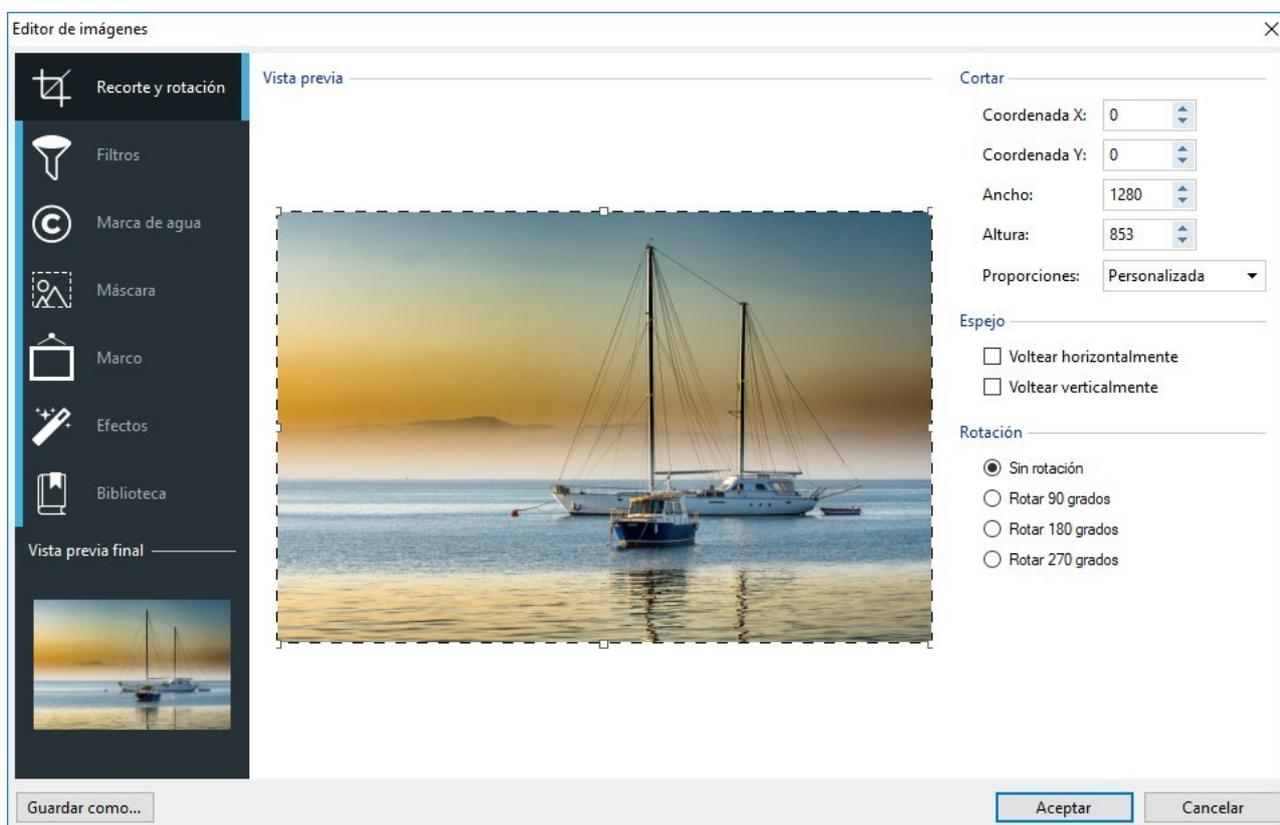 Editor de imágenes
Recorte y rotación
Filtros
Marca de agua
Máscara
Marco
Efectos
Biblioteca
Vista previa final
Vista previa
Cortar
Coordenada X: 0
Coordenada Y: 0
Ancho: 1280
Altura: 853
Proporciones: Personalizada
Espejo
Voltear horizontalmente
Voltear verticalmente
Rotación
Sin rotación
Rotar 90 grados
Rotar 180 grados
Rotar 270 grados
Guardar como...
Aceptar
Cancelar